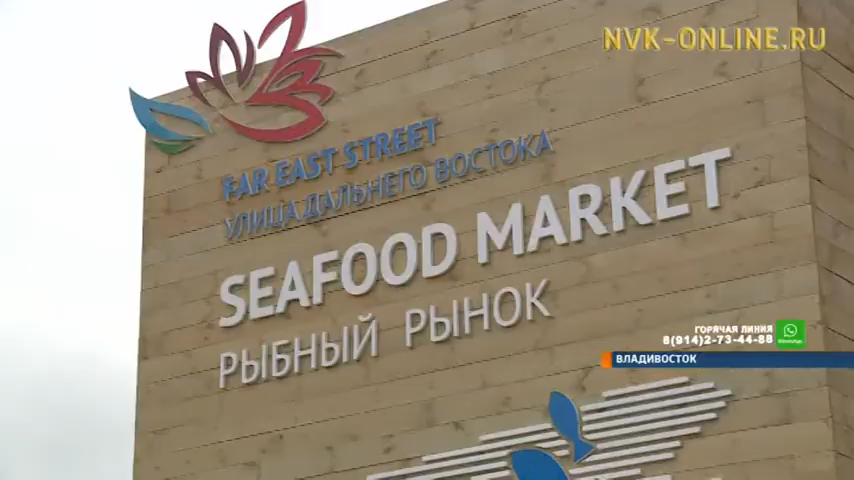 NVK-ONLINE.RU
FAR EAST STREET
УЛИЦА ДАЛЬНЕГО ВОСТОКА
SEAFOOD MARKET
РЫБНЫЙ РЫНОК
ГОРЯЧАЯ ЛИНИЯ
8(914)2-73-44-88
WhatsApp
ВЛАДИВОСТОК